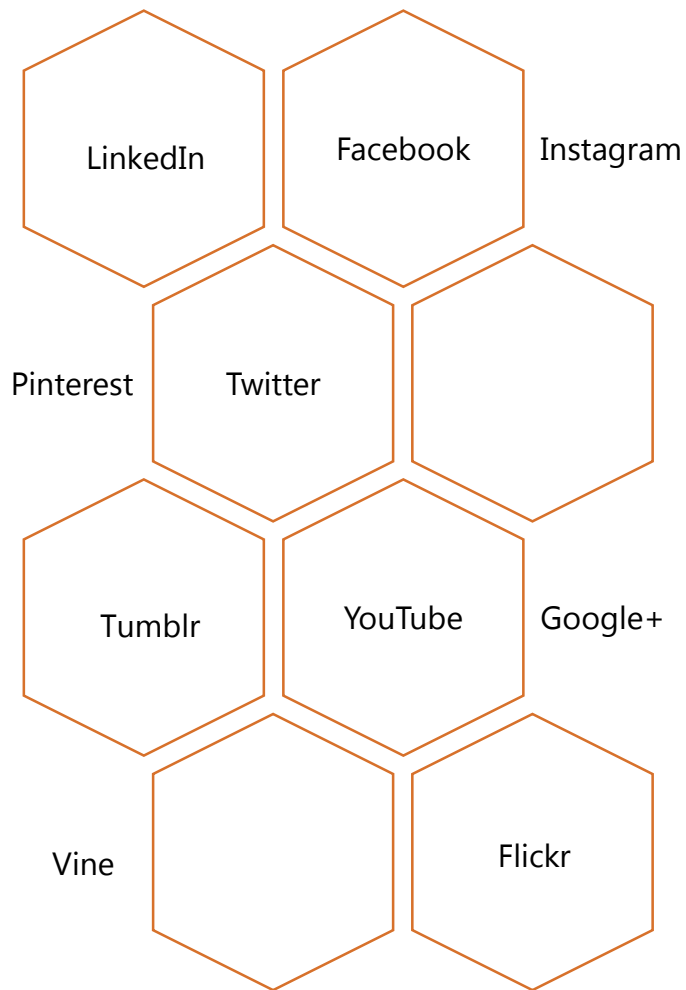 LinkedIn
Facebook
Instagram
Pinterest
Twitter
Tumblr
YouTube
Google+
Vine
Flickr